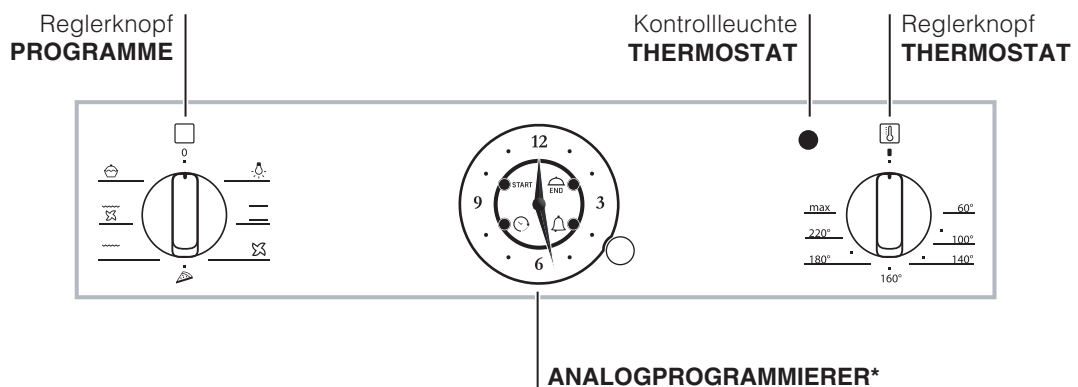 Reglerknopf
PROGRAMME
Kontrollleuchte
THERMOSTAT
Reglerknopf
THERMOSTAT
0
12
3
6
9
START
END
max
220°
180°
160°
60°
100°
140°
ANALOGPROGRAMMIERER*